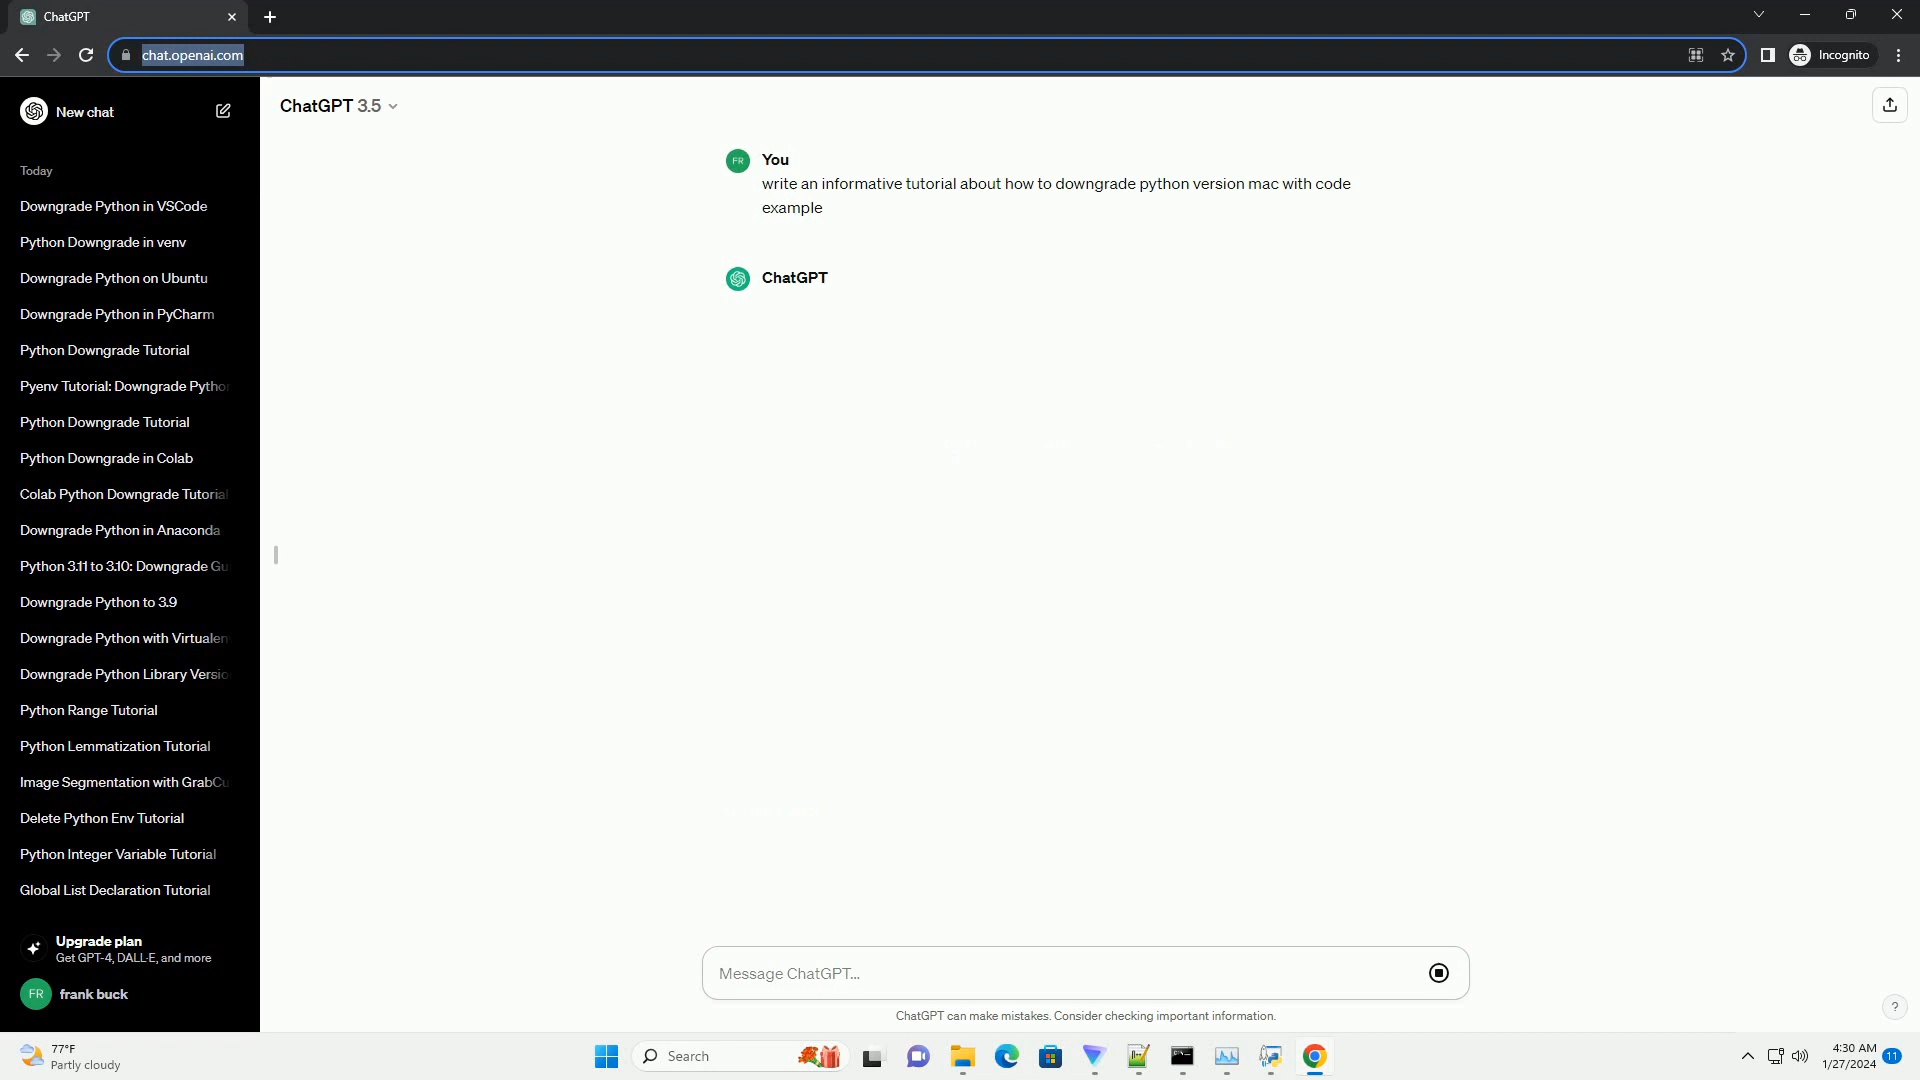 ChatGPT
chat.openai.com
Incognito
New chat
Today
Downgrade Python in VSCode
Python Downgrade in venv
Downgrade Python on Ubuntu
Downgrade Python in PyCharm
Python Downgrade Tutorial
Pyenv Tutorial: Downgrade Python
Python Downgrade Tutorial
Python Downgrade in Colab
Colab Python Downgrade Tutorial
Downgrade Python in Anaconda
Python 3.11 to 3.10: Downgrade Gu
Downgrade Python to 3.9
Downgrade Python with Virtualen
Downgrade Python Library Versio
Python Range Tutorial
Python Lemmatization Tutorial
Image Segmentation with GrabCu
Delete Python Env Tutorial
Python Integer Variable Tutorial
Global List Declaration Tutorial
Upgrade plan
Get GPT-4, DALL·E, and more
FR frank buck
ChatGPT 3.5
FR You
write an informative tutorial about how to downgrade python version mac with code
example
ChatGPT
Message ChatGPT...
ChatGPT can make mistakes. Consider checking important information.
?
77°F
Partly cloudy
Search
4:30 AM
1/27/2024
11